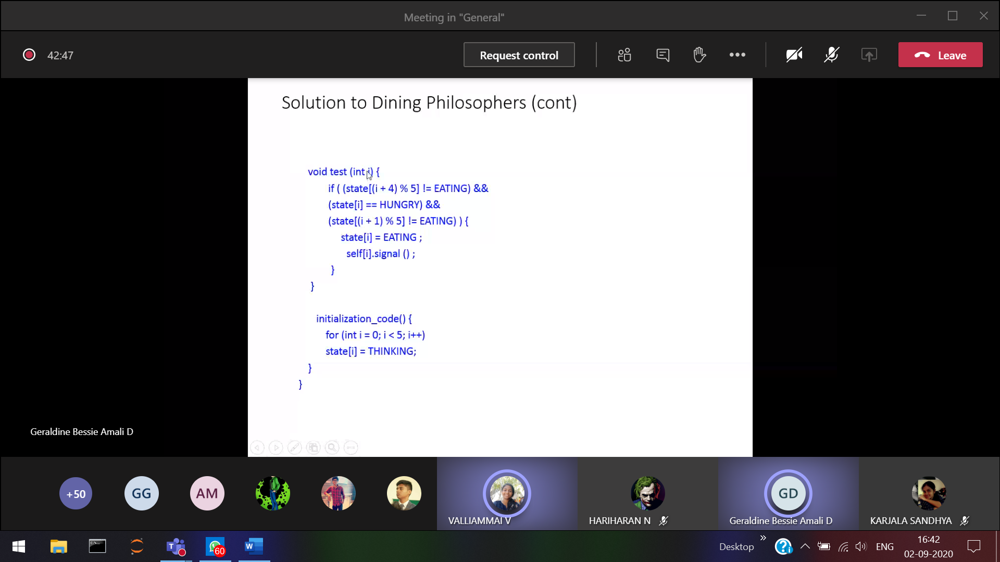 Meeting in "General"
42:47
Request control
Leave
Solution to Dining Philosophers (cont)
void test (int i) {
if ( (state[(i + 4) % 5] != EATING) &&
(state[i] == HUNGRY) &&
(state[(i + 1) % 5] != EATING) ) {
state[i] = EATING ;
self[i].signal () ;
}
}
initialization_code() {
for (int i = 0; i < 5; i++)
state[i] = THINKING;
}
}
Geraldine Bessie Amali D
+50
GG
AM
GD
VALLIAMMAI V
HARIHARAN N
Geraldine Bessie Amali D
KARJALA SANDHYA
60
Desktop
ENG
16:42
02-09-2020